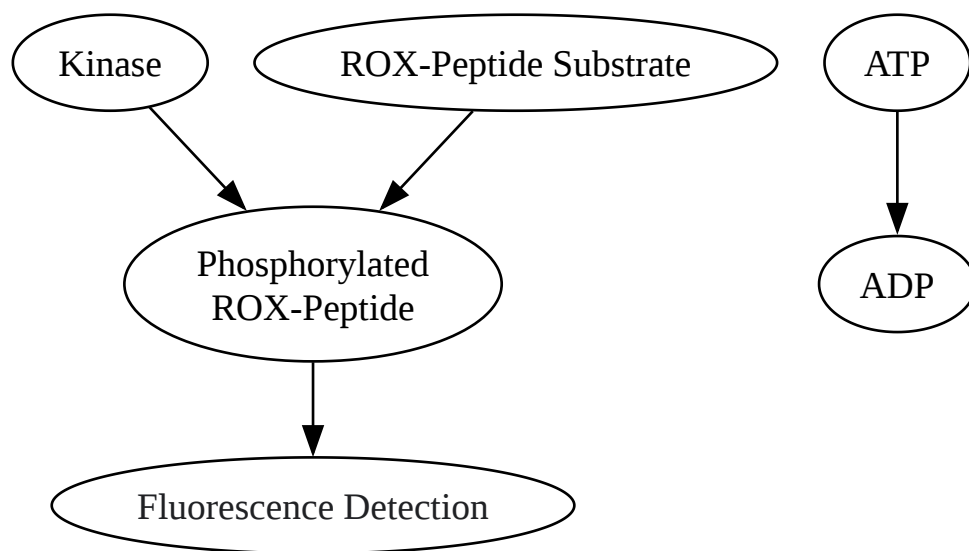 Kinase
ROX-Peptide Substrate
ATP
Phosphorylated
ROX-Peptide
ADP
Fluorescence Detection